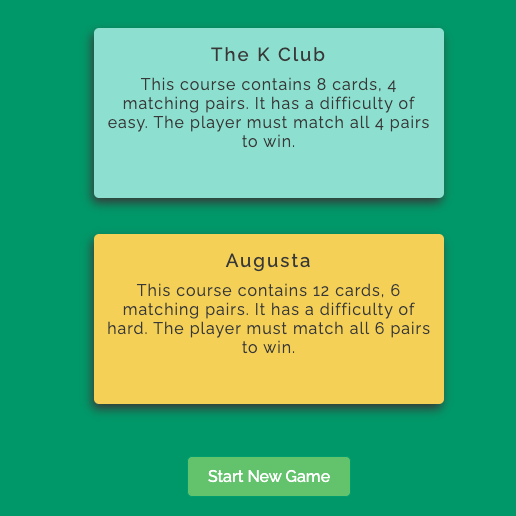 The K Club
This course contains 8 cards, 4
matching pairs. It has a difficulty of
easy. The player must match all 4 pairs
to win.
Augusta
This course contains 12 cards, 6
matching pairs. It has a difficulty of
hard. The player must match all 6 pairs
to win.
Start New Game